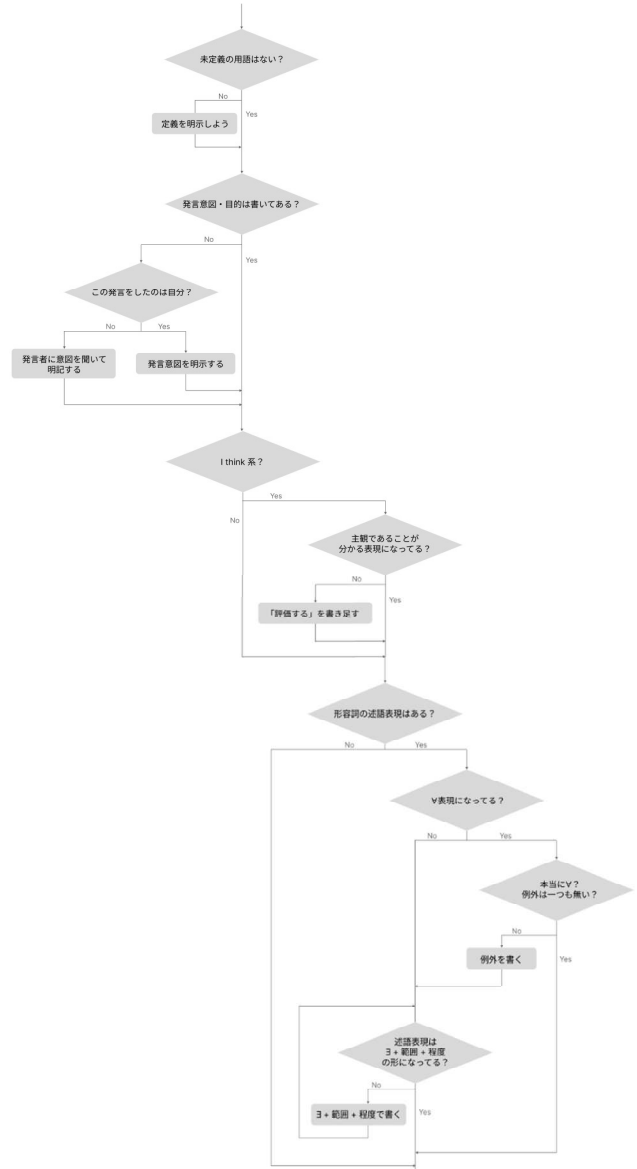 未定義の用語はない？
No
Yes
定義を明示しよう
発言意図・目的は書いてある？
No
Yes
この発言をしたのは自分？
No
Yes
発言者に意図を聞いて
明記する
発言意図を明示する
I think 系？
Yes
No
主観であることが
分かる表現になってる？
No
Yes
「評価する」を書き足す
形容詞の述語表現はある？
No
Yes
∀表現になってる？
No
Yes
本当に∀？
例外は一つも無い？
No
Yes
例外を書く
述語表現は
∃ + 範囲 + 程度
の形になってる？
No
Yes
∃ + 範囲 + 程度で書く